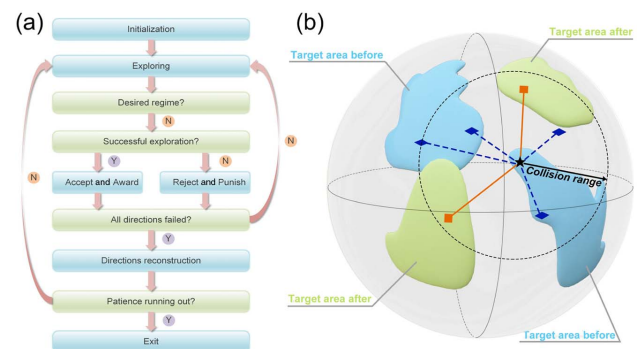 (a)
Initialization
Exploring
Desired regime?
N
Successful exploration?
Y
N
N
N
Accept and Award
Reject and Punish
All directions failed?
Y
Directions reconstruction
Patience running out?
Y
Exit
(b)
Target area after
Target area before
Collision range
Target area after
Target area before